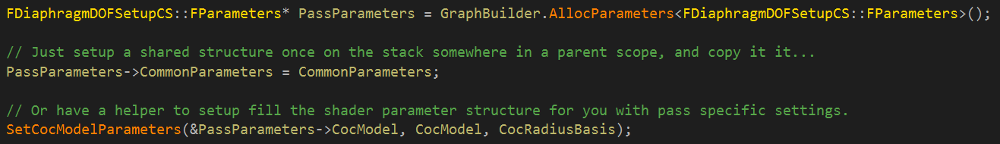 FDiaphragmDOFSetupCS::FParameters* PassParameters = GraphBuilder.AllocParameters<FDiaphragmDOFSetupCS::FParameters>();
// Just setup a shared structure once on the stack somewhere in a parent scope, and copy it it...
PassParameters->CommonParameters = CommonParameters;
// Or have a helper to setup fill the shader parameter structure for you with pass specific settings.
SetCocModelParameters(&PassParameters->CocModel, CocModel, CocRadiusBasis);